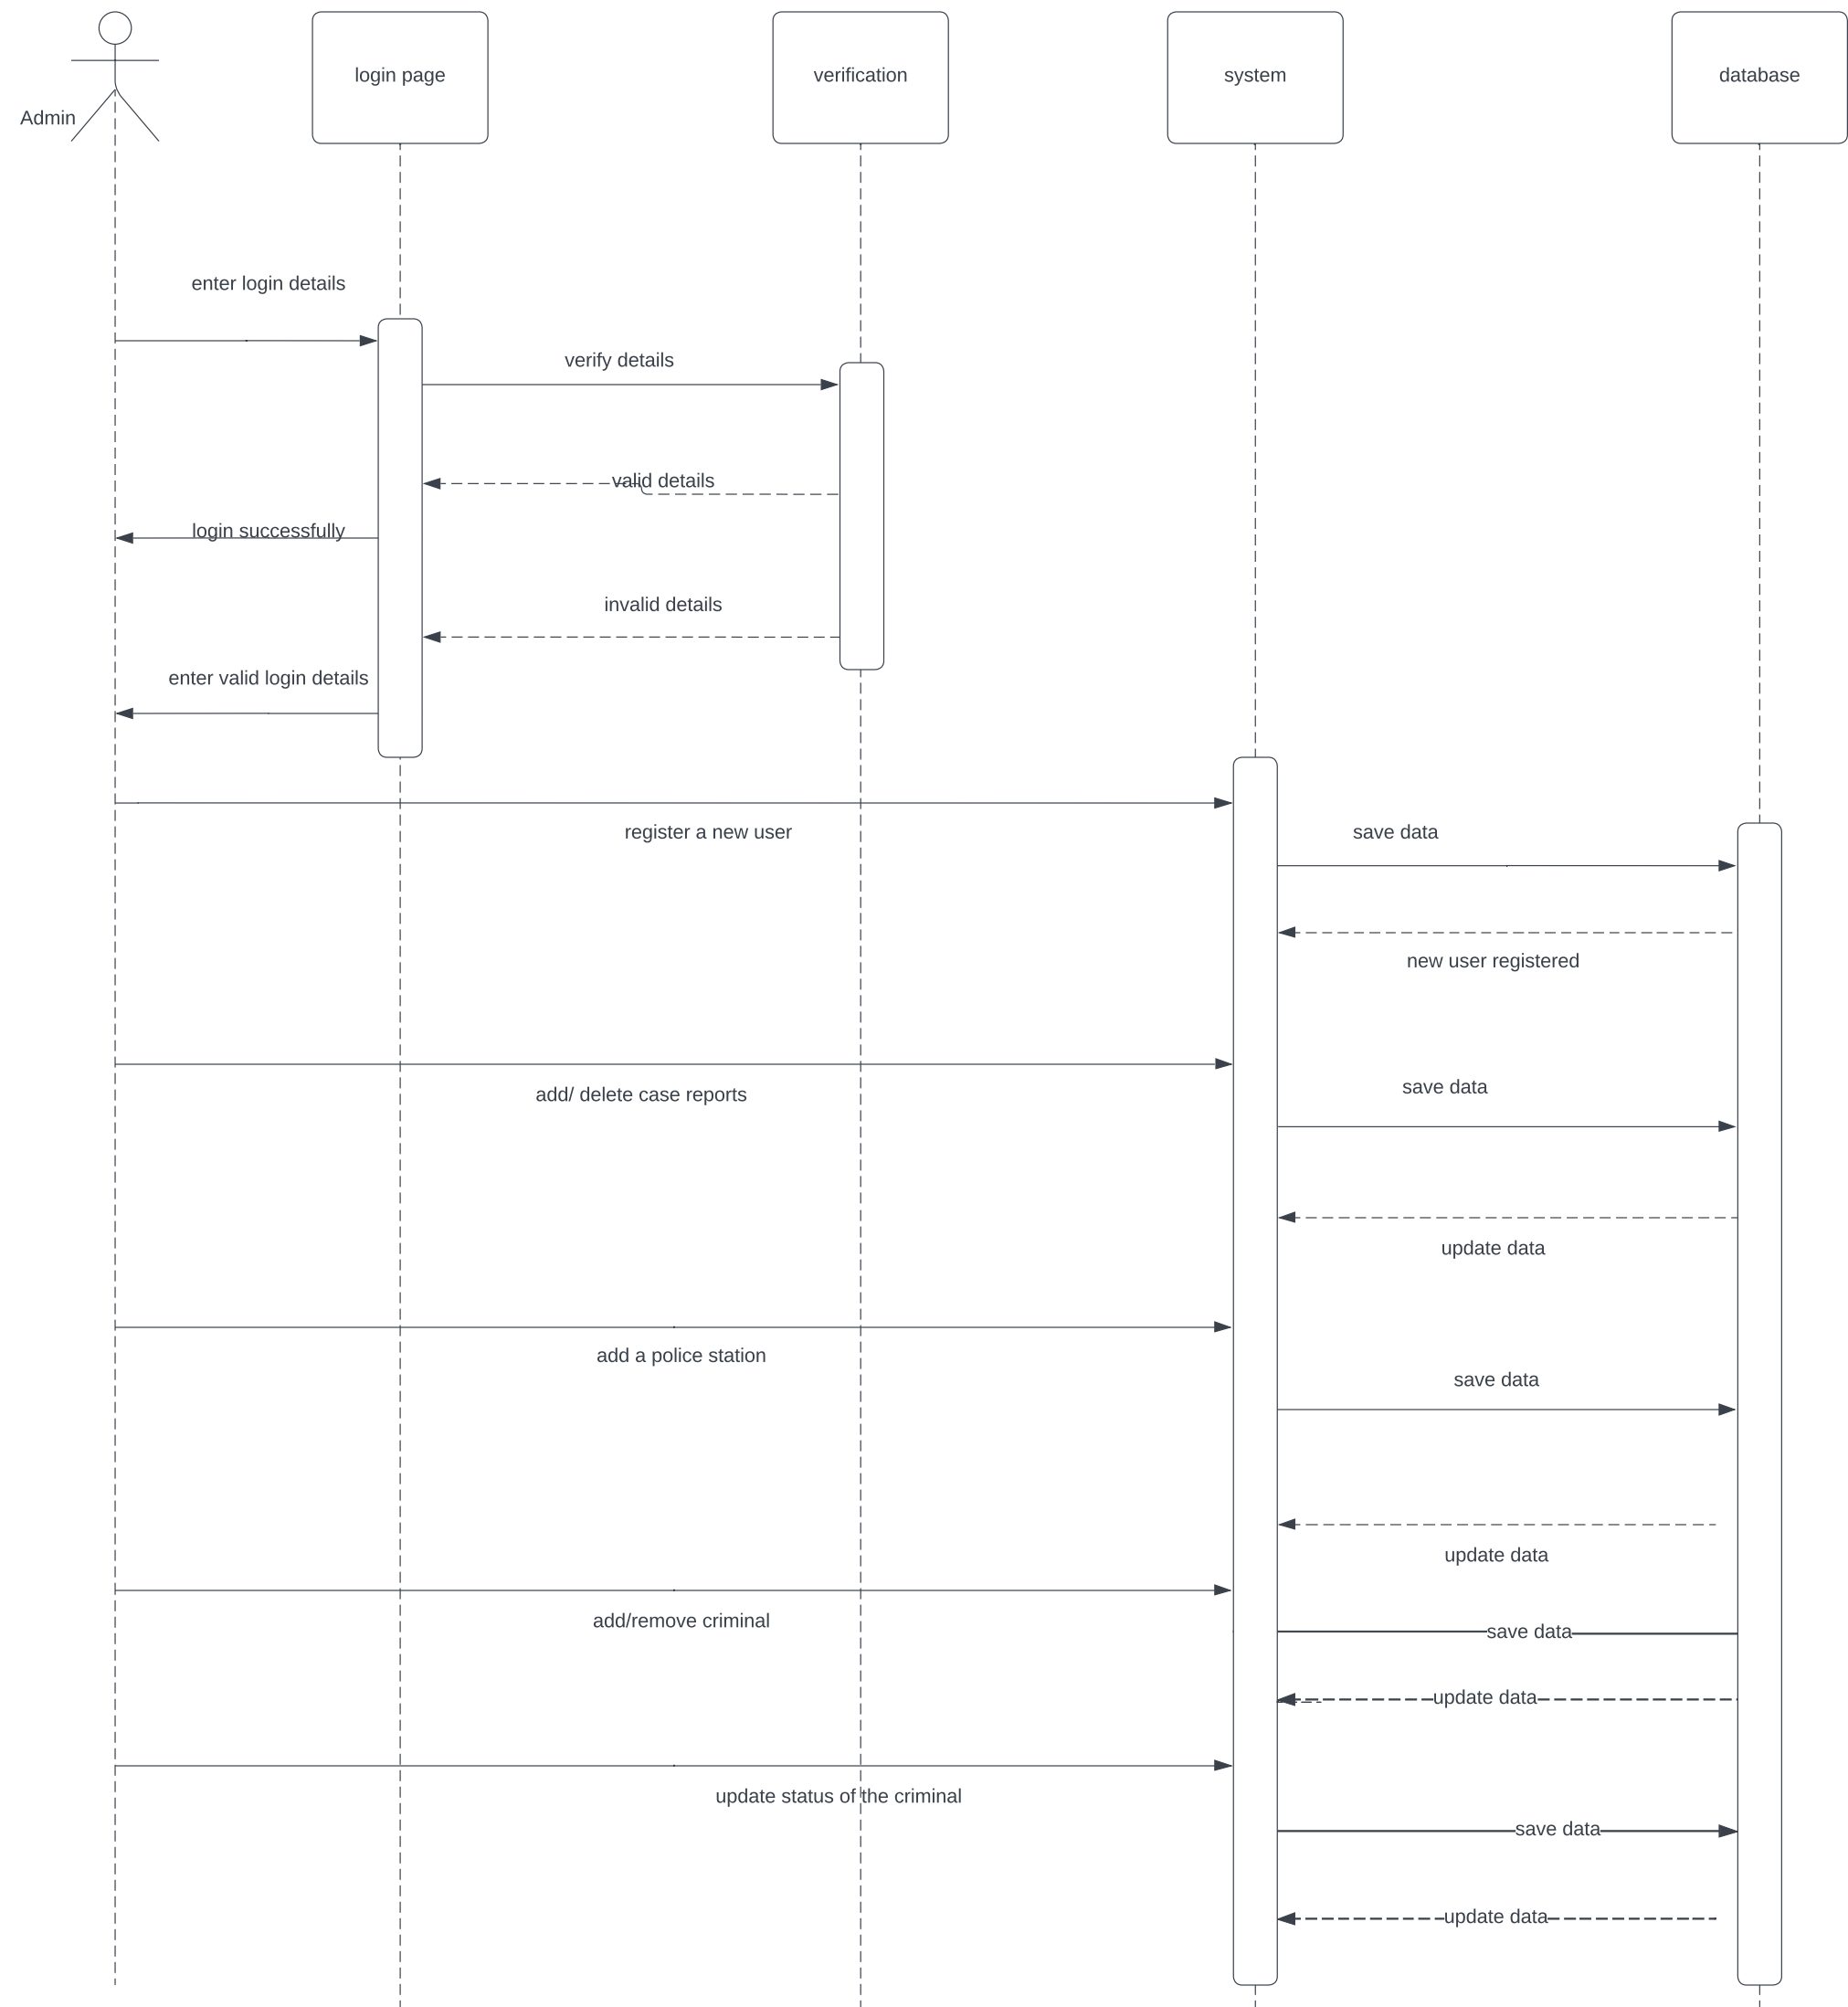 login page
verification
system
database
Admin
enter login details
verify details
valid details
login successfully
invalid details
enter valid login details
register a new user
save data
new user registered
add/ delete case reports
save data
update data
add a police station
save data
update data
add/remove criminal
save data
update data
update status of the criminal
save data
update data